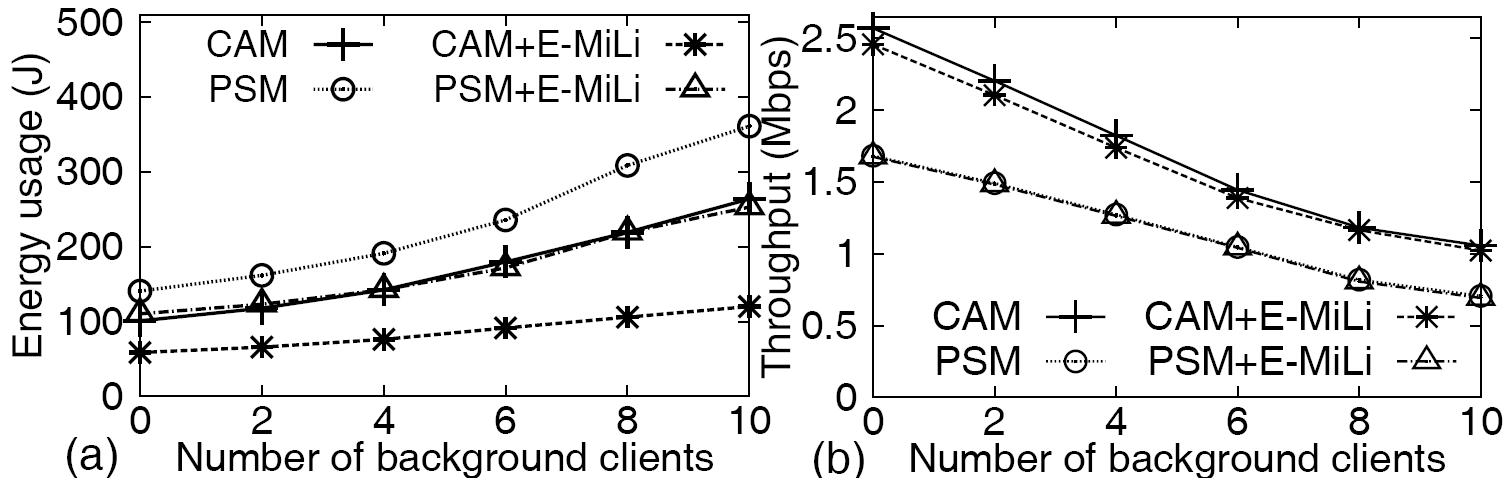 Energy usage (J)
500
400
300
200
100
0
CAM
CAM+E-MiLi
PSM
PSM+E-MiLi
0 2 4 6 8 10
(a) Number of background clients
Throughput (Mbps)
2.5
2
1.5
1
0.5
0
CAM
CAM+E-MiLi
PSM
PSM+E-MiLi
0 2 4 6 8 10
(b) Number of background clients